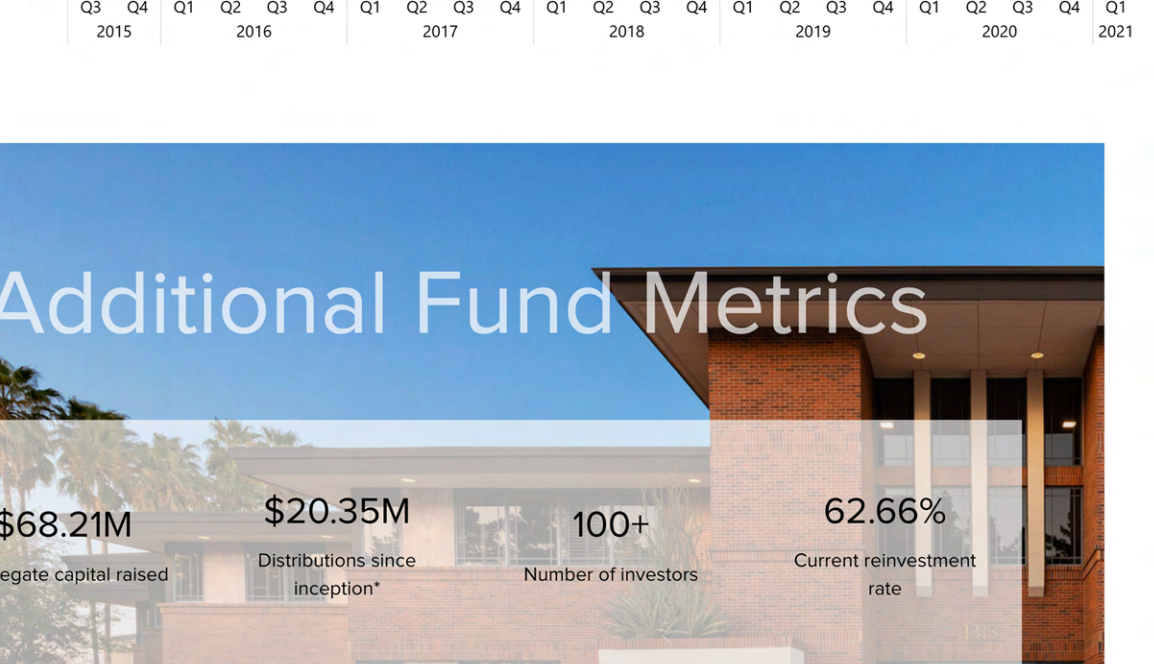 Q3 Q4 Q1 Q2 Q3 Q4 Q1 Q2 Q3 Q4 Q1 Q2 Q3 Q4 Q1 Q2 Q3 Q4 Q1 Q2 Q3 Q4 Q1
2015 2016 2017 2018 2019 2020 2021
Additional Fund Metrics
$68.21M
egate capital raised
$20.35M
Distributions since
inception*
100+
Number of investors
62.66%
Current reinvestment
rate